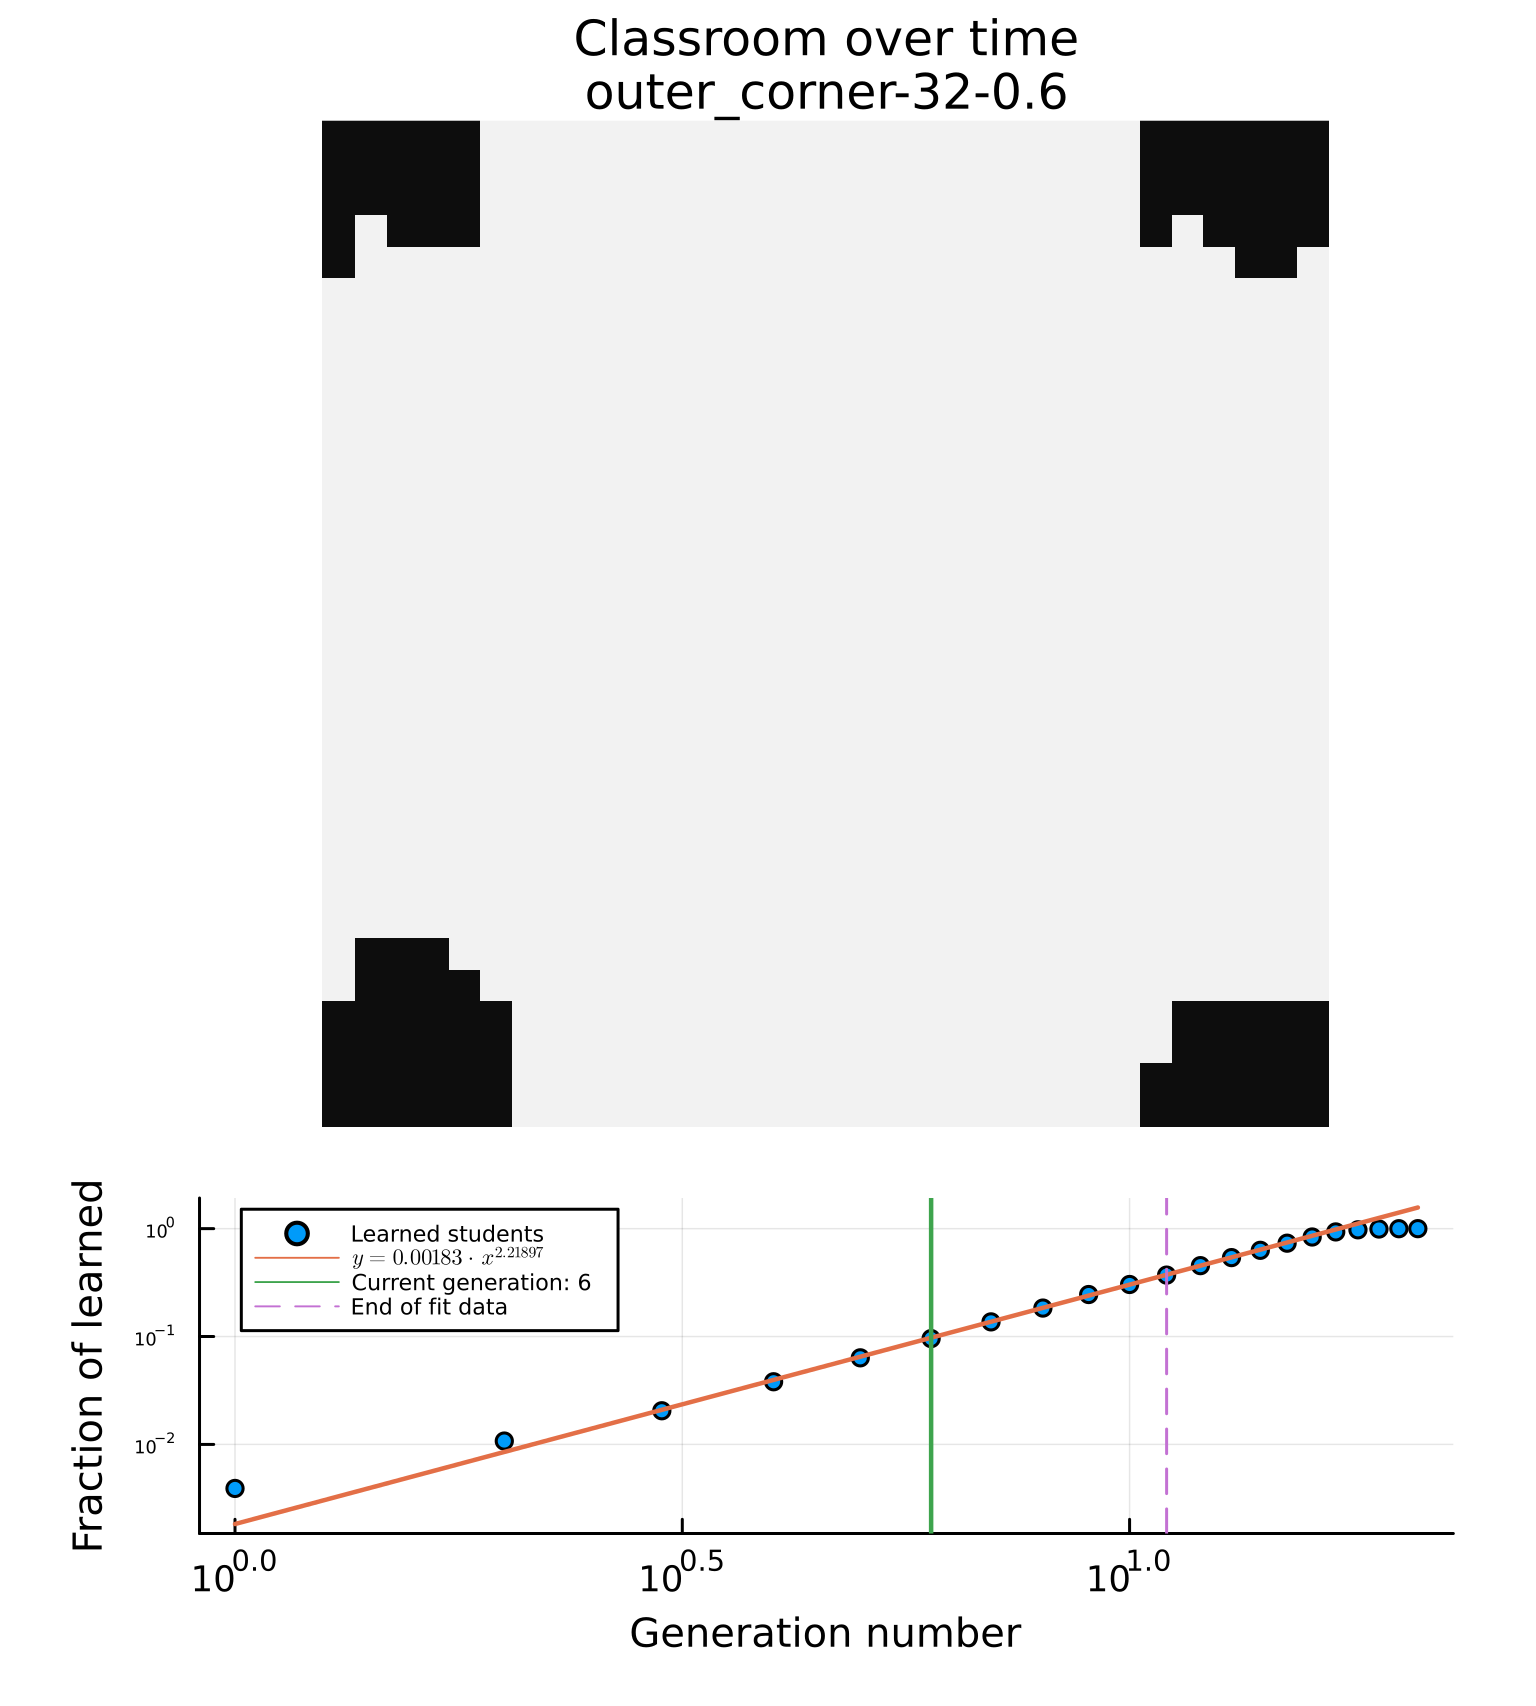 Classroom over time
outer_corner-32-0.6
Fraction of learned
10⁰
10⁻¹
10⁻²
Learned students
y = 0.00183 · x^2.21897
Current generation: 6
End of fit data
10^0.0 10^0.5 10^1.0
Generation number